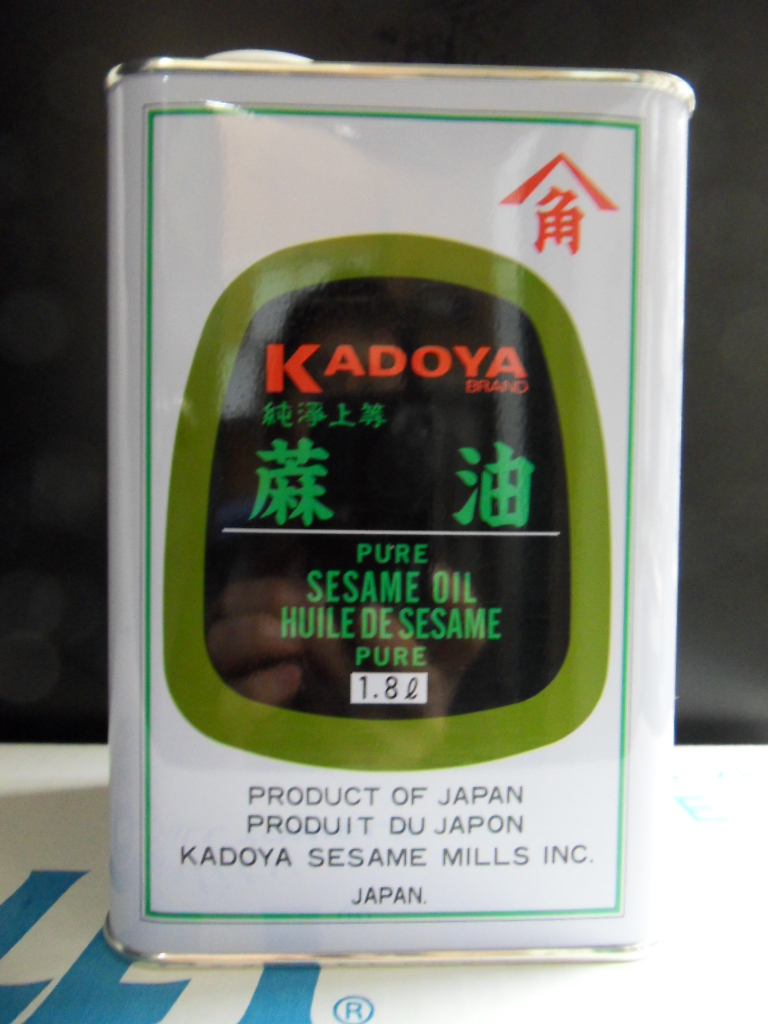 角
KADOYA
BRAND
純淨上等
蔴油
PURE
SESAME OIL
HUILE DE SESAME
PURE
1.8ℓ
PRODUCT OF JAPAN
PRODUIT DU JAPON
KADOYA SESAME MILLS INC.
JAPAN.
®